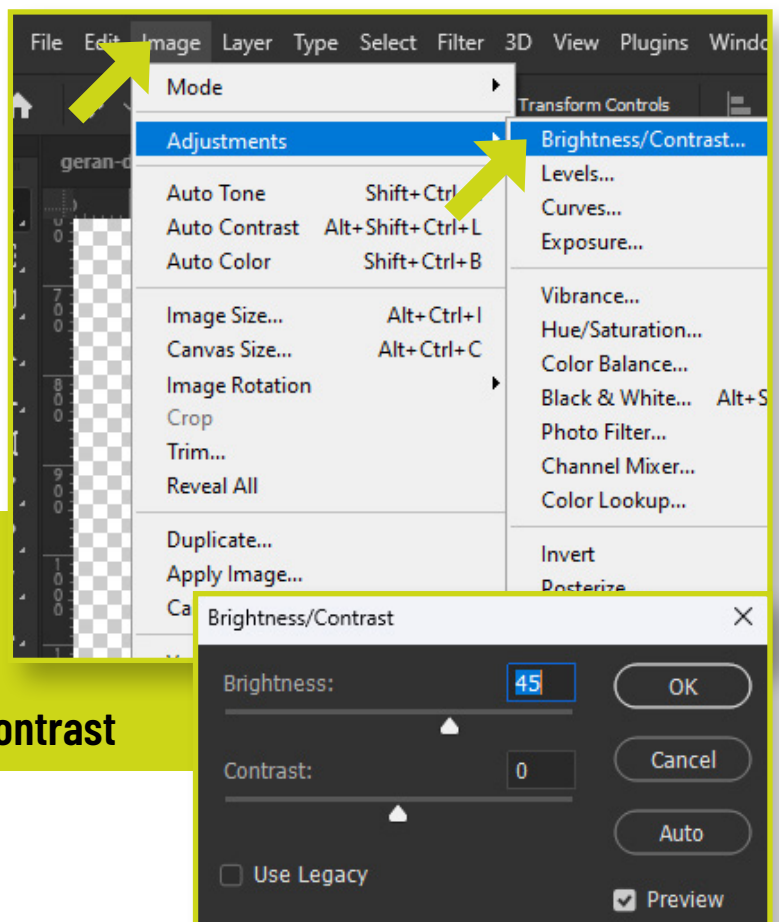 File Edit Image Layer Type Select Filter 3D View Plugins
Transform Controls
Mode
Adjustments
Auto Tone
Auto Contrast Alt+Shift+Ctrl+L
Auto Color Shift+Ctrl+B
Image Size... Alt+Ctrl+I
Canvas Size... Alt+Ctrl+C
Image Rotation
Crop
Trim...
Reveal All
Duplicate...
Apply Image...
Brightness/Contrast...
Levels...
Curves...
Exposure...
Vibrance...
Hue/Saturation...
Color Balance...
Black & White...
Photo Filter...
Channel Mixer...
Color Lookup...
Invert
Posterize
ontrast
Brightness/Contrast
Brightness: 45
OK
Contrast: 0
Cancel
Auto
Use Legacy
Preview